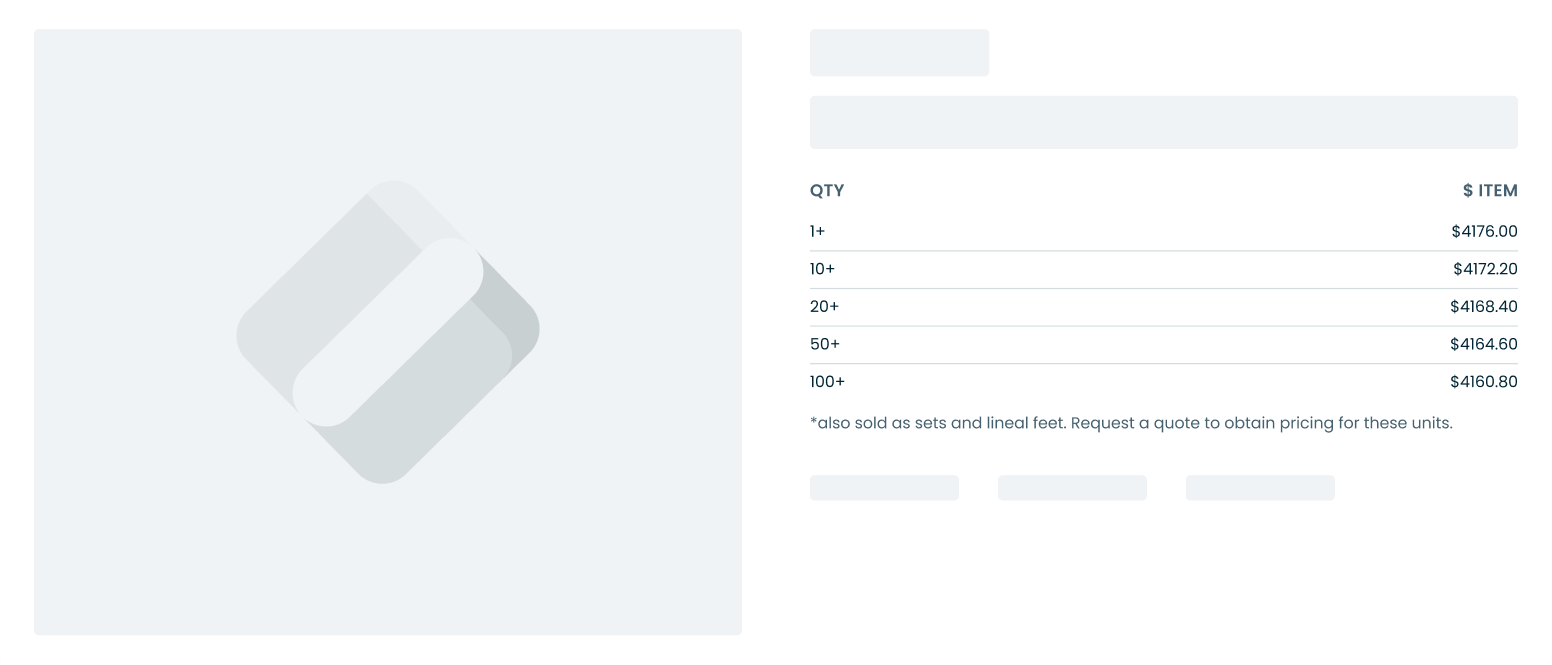 QTY $ ITEM
1+ $4176.00
10+ $4172.20
20+ $4168.40
50+ $4164.60
100+ $4160.80
*also sold as sets and lineal feet. Request a quote to obtain pricing for these units.